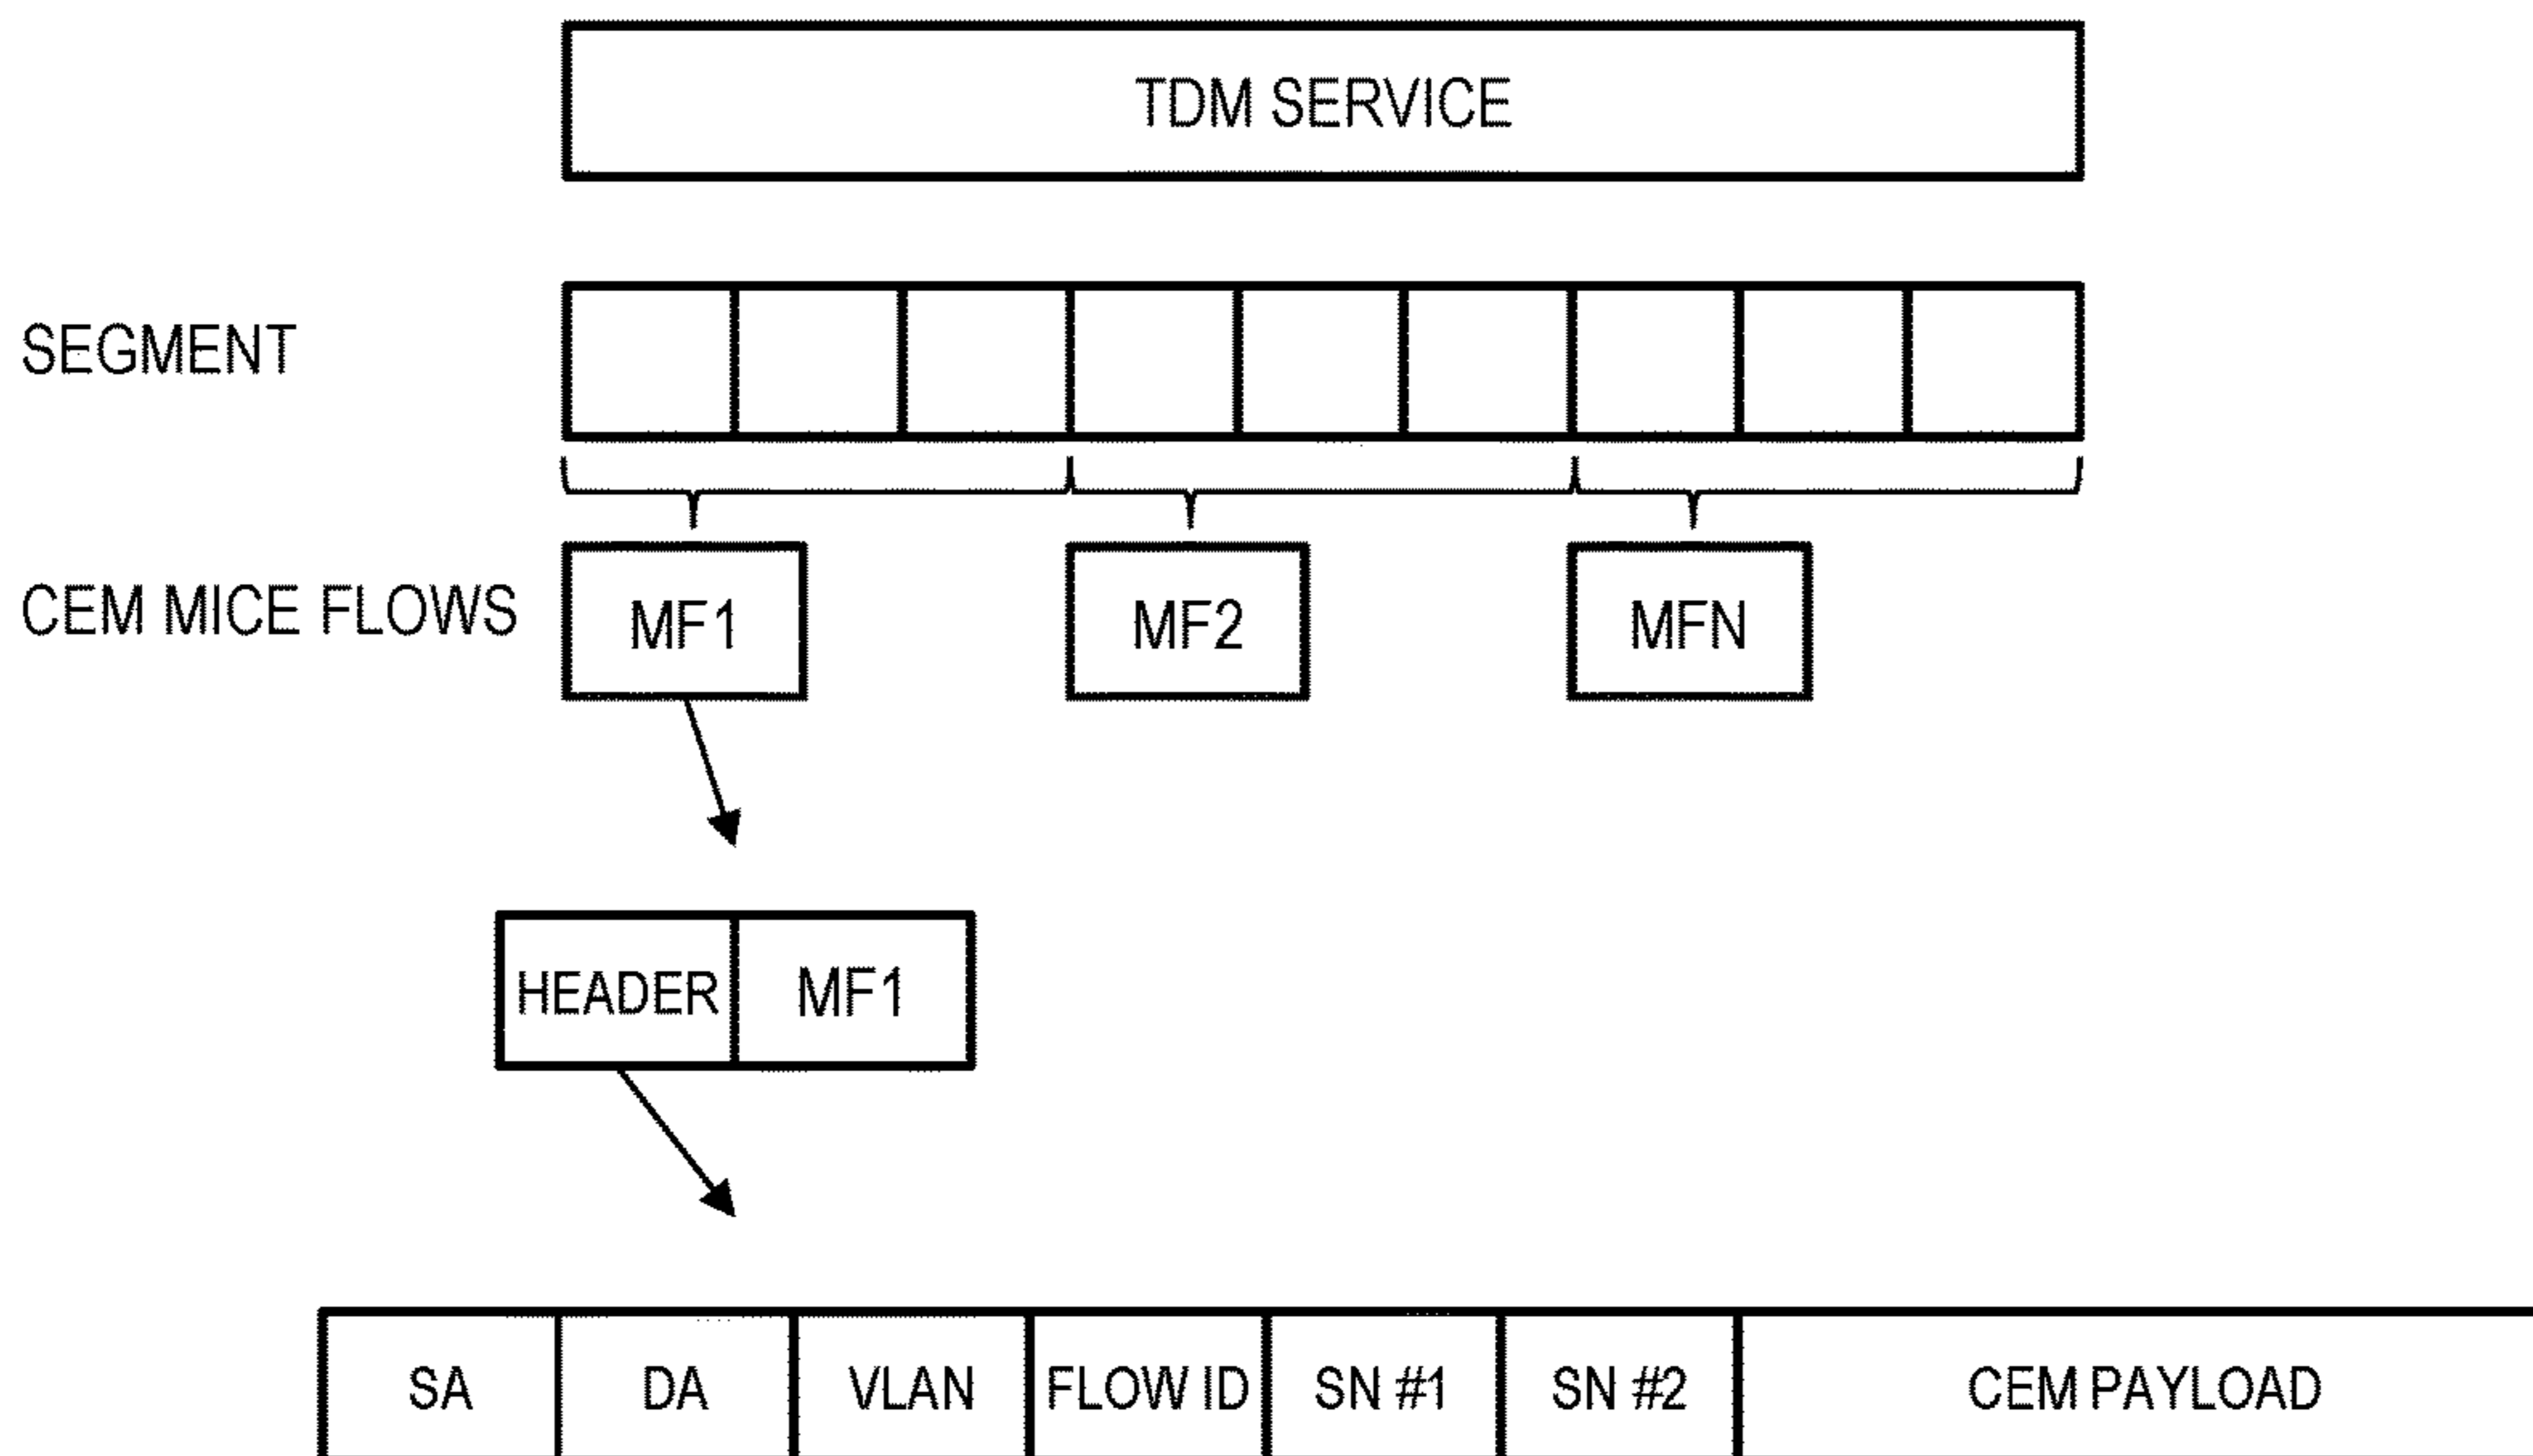 TDM SERVICE
SEGMENT
CEM MICE FLOWS
MF1
MF2
MFN
HEADER
MF1
SA
DA
VLAN
FLOW ID
SN #1
SN #2
CEM PAYLOAD